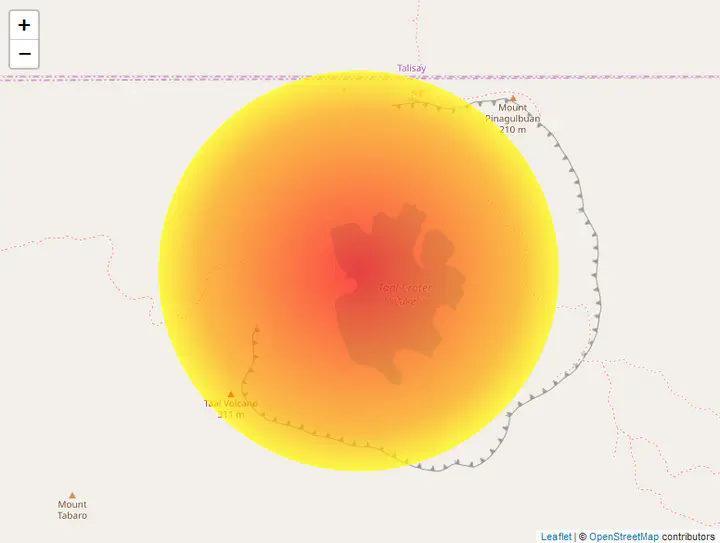 +
−
Talisay
Mount
Pinagulbuan
210 m
Taal Crater
Lake
Taal Volcano
311 m
Mount
Tabaro
Leaflet | © OpenStreetMap contributors